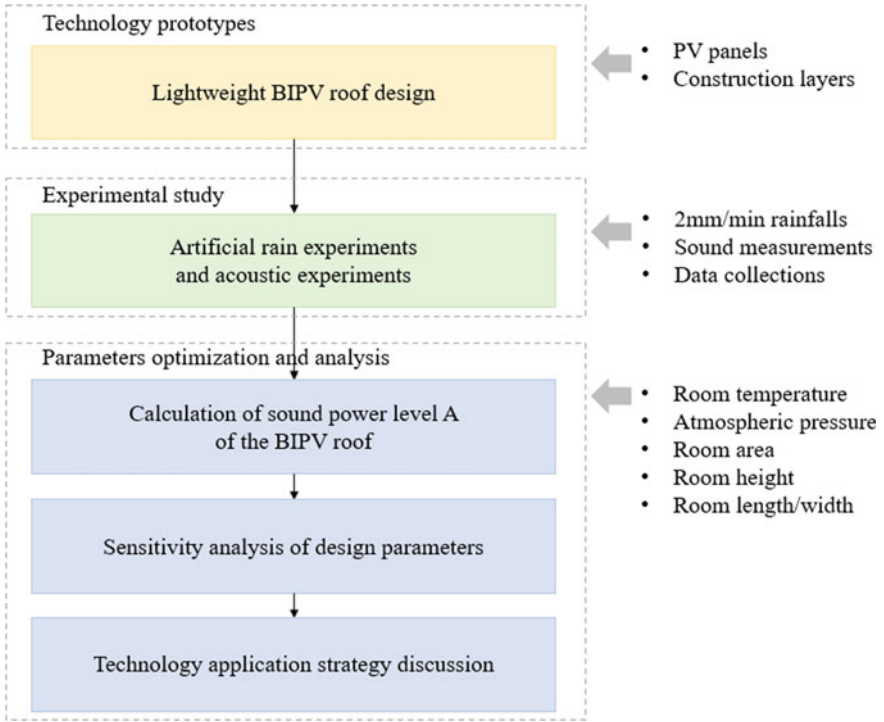 Technology prototypes
Lightweight BIPV roof design
• PV panels
• Construction layers
Experimental study
Artificial rain experiments
and acoustic experiments
• 2mm/min rainfalls
• Sound measurements
• Data collections
Parameters optimization and analysis
Calculation of sound power level A
of the BIPV roof
Sensitivity analysis of design parameters
Technology application strategy discussion
• Room temperature
• Atmospheric pressure
• Room area
• Room height
• Room length/width